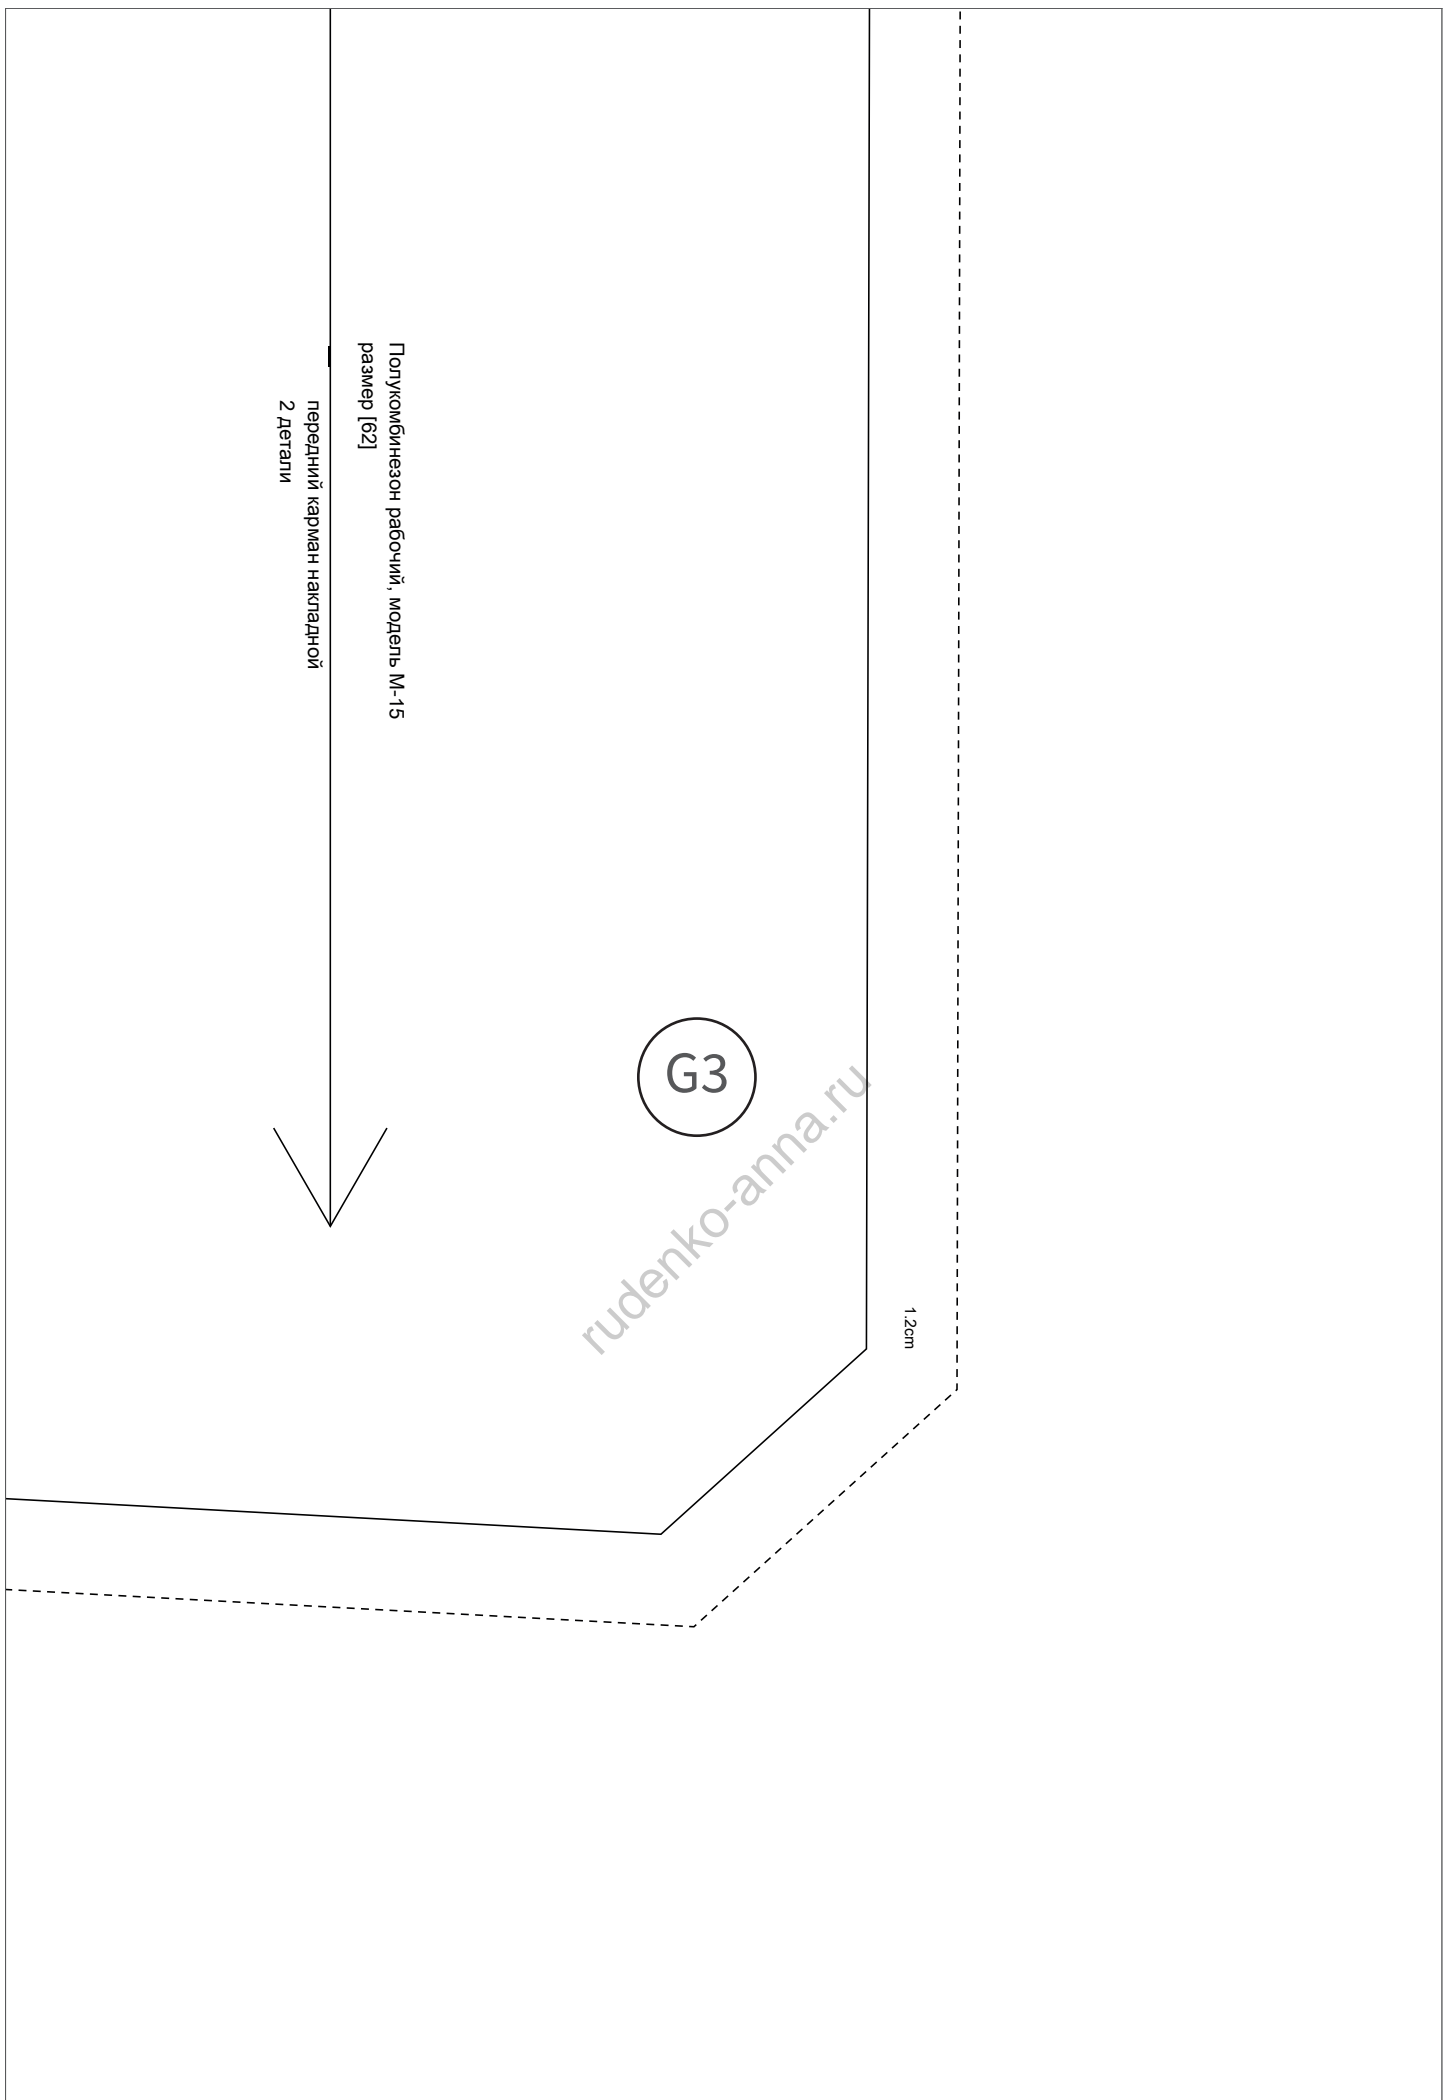 Полукомбинезон рабочий, модель М-15
размер [62]
передний карман накладной
2 детали
G3
rudenko-anna.ru
1.2cm